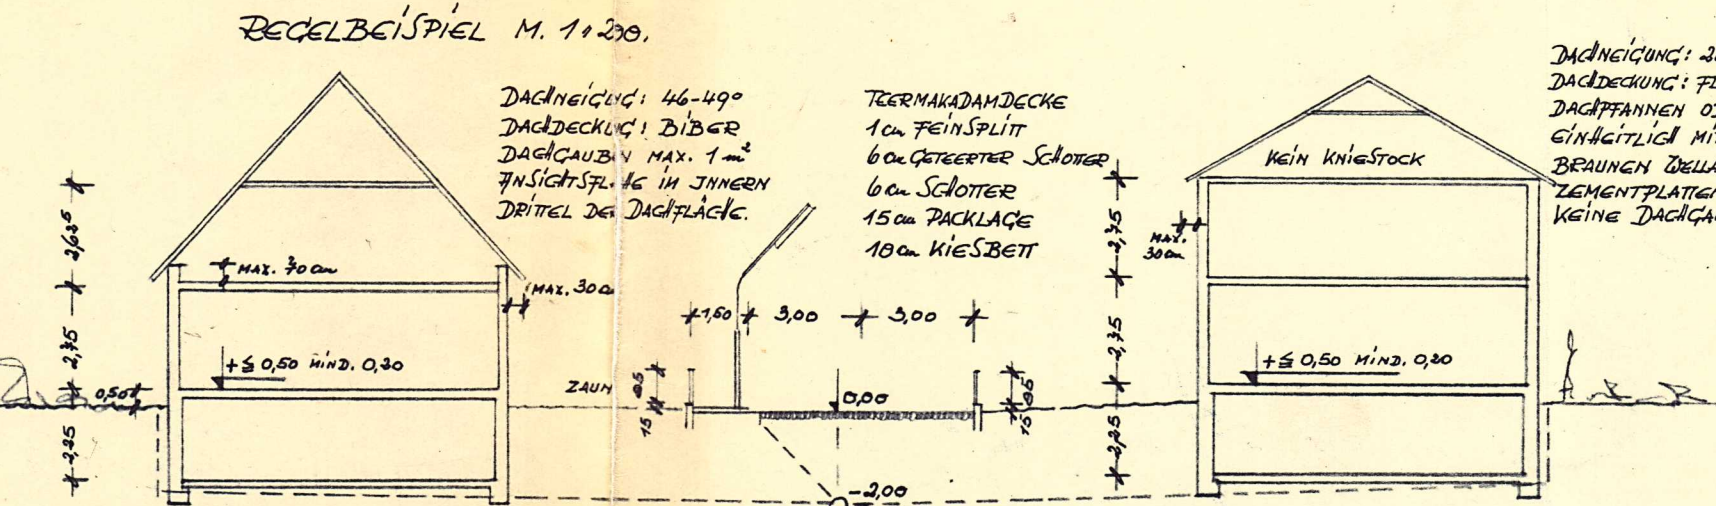 REGELBEISPIEL M. 1:200.
DACHNEIGUNG: 46-49°
DACHDECKUNG: BIBER
DACHGAUBEN MAX. 1 m²
ANSICHTSFLÄCHE IM INNERN
DRITTEL DER DACHFLÄCHE.
TEERMAKADAMDECKE
1 cm FEINSPLITT
6 cm GETEERTER SCHOTTER
6 cm SCHOTTER
15 cm PACKLAGE
18 cm KIESBETT
DACHNEIGUNG:
DACHDECKUNG:
DACHPFANNEN
EINHEITLICH
BRAUNEN
ZEMENTPLATTEN
KEINE
KEIN KNIESTOCK
2,75
MAX.
30 cm
MAX. 70 cm
MAX. 30 c
1,50 3,00 3,00
2,75
2,75
+≦ 0,50 MIND. 0,20
+≦ 0,50 MIND. 0,20
0,50
ZAUN
85
15
0,00
85
15
2,25
2,25
-2,00